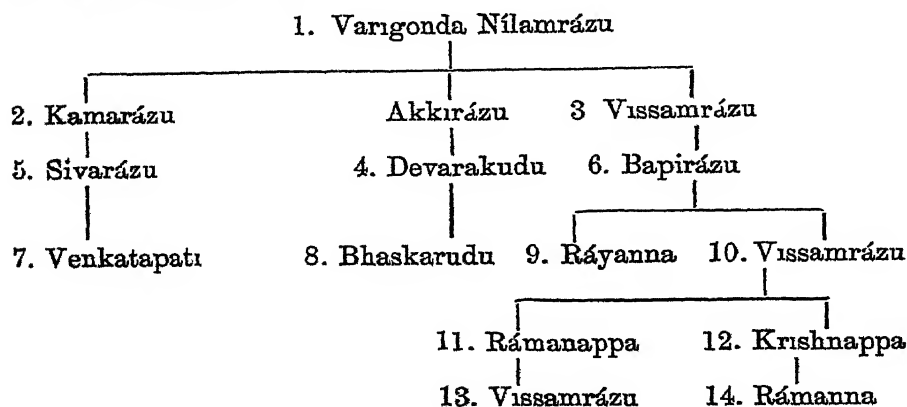 1. Varigonda Nílamrázu
2. Kamarázu Akkirázu 3 Vissamrázu
5. Sivarázu 4. Devarakudu 6. Bapirázu
7. Venkatapati 8. Bhaskarudu 9. Ráyanna 10. Vissamrázu
11. Rámanappa 12. Krishnappa
13. Vissamrázu 14. Rámanna